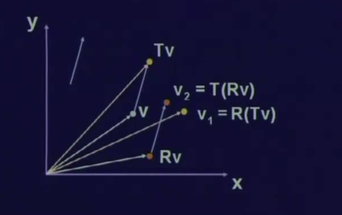 y
Tv
v₂ = T(Rv)
v
v₁ = R(Tv)
Rv
x